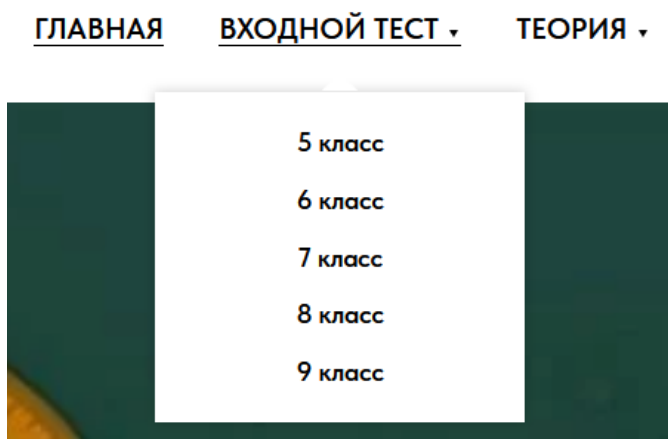 ГЛАВНАЯ ВХОДНОЙ ТЕСТ ▾ ТЕОРИЯ ▾
5 класс
6 класс
7 класс
8 класс
9 класс